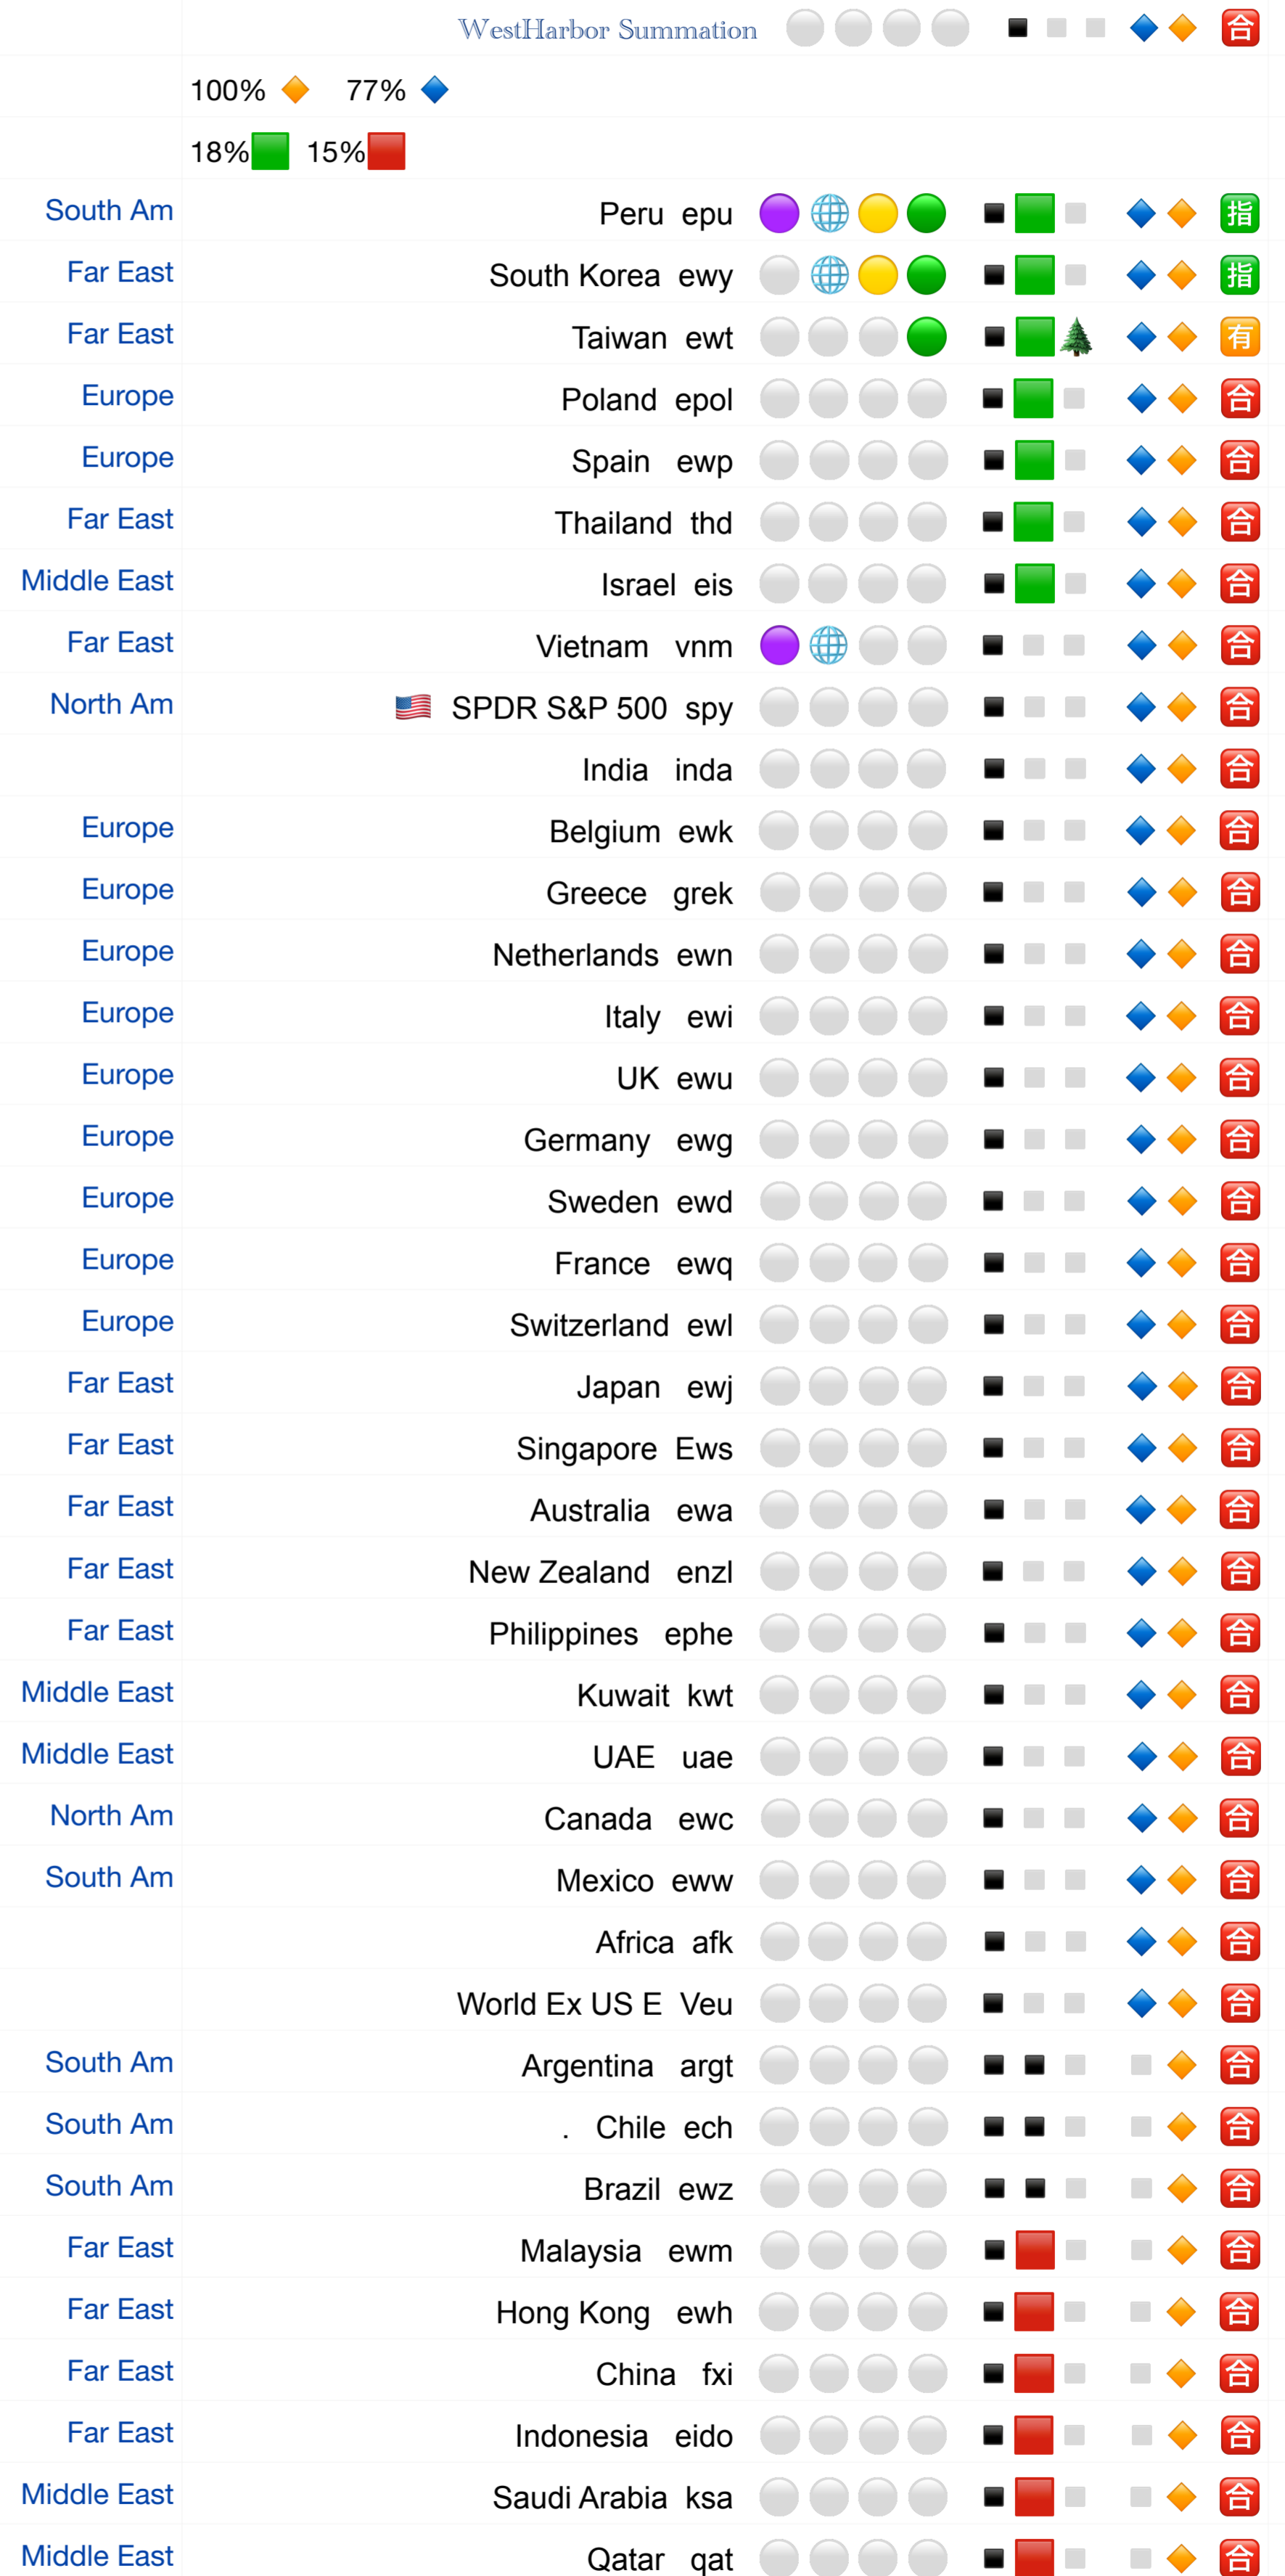 WestHarbor Summation 合
100% 77%
18% 15%
South Am Peru epu 指
Far East South Korea ewy 指
Far East Taiwan ewt 有
Europe Poland epol 合
Europe Spain ewp 合
Far East Thailand thd 合
Middle East Israel eis 合
Far East Vietnam vnm 合
North Am SPDR S&P 500 spy 合
India inda 合
Europe Belgium ewk 合
Europe Greece grek 合
Europe Netherlands ewn 合
Europe Italy ewi 合
Europe UK ewu 合
Europe Germany ewg 合
Europe Sweden ewd 合
Europe France ewq 合
Europe Switzerland ewl 合
Far East Japan ewj 合
Far East Singapore Ews 合
Far East Australia ewa 合
Far East New Zealand enzl 合
Far East Philippines ephe 合
Middle East Kuwait kwt 合
Middle East UAE uae 合
North Am Canada ewc 合
South Am Mexico eww 合
Africa afk 合
World Ex US E Veu 合
South Am Argentina argt 合
South Am . Chile ech 合
South Am Brazil ewz 合
Far East Malaysia ewm 合
Far East Hong Kong ewh 合
Far East China fxi 合
Far East Indonesia eido 合
Middle East Saudi Arabia ksa 合
Middle East Qatar qat 合